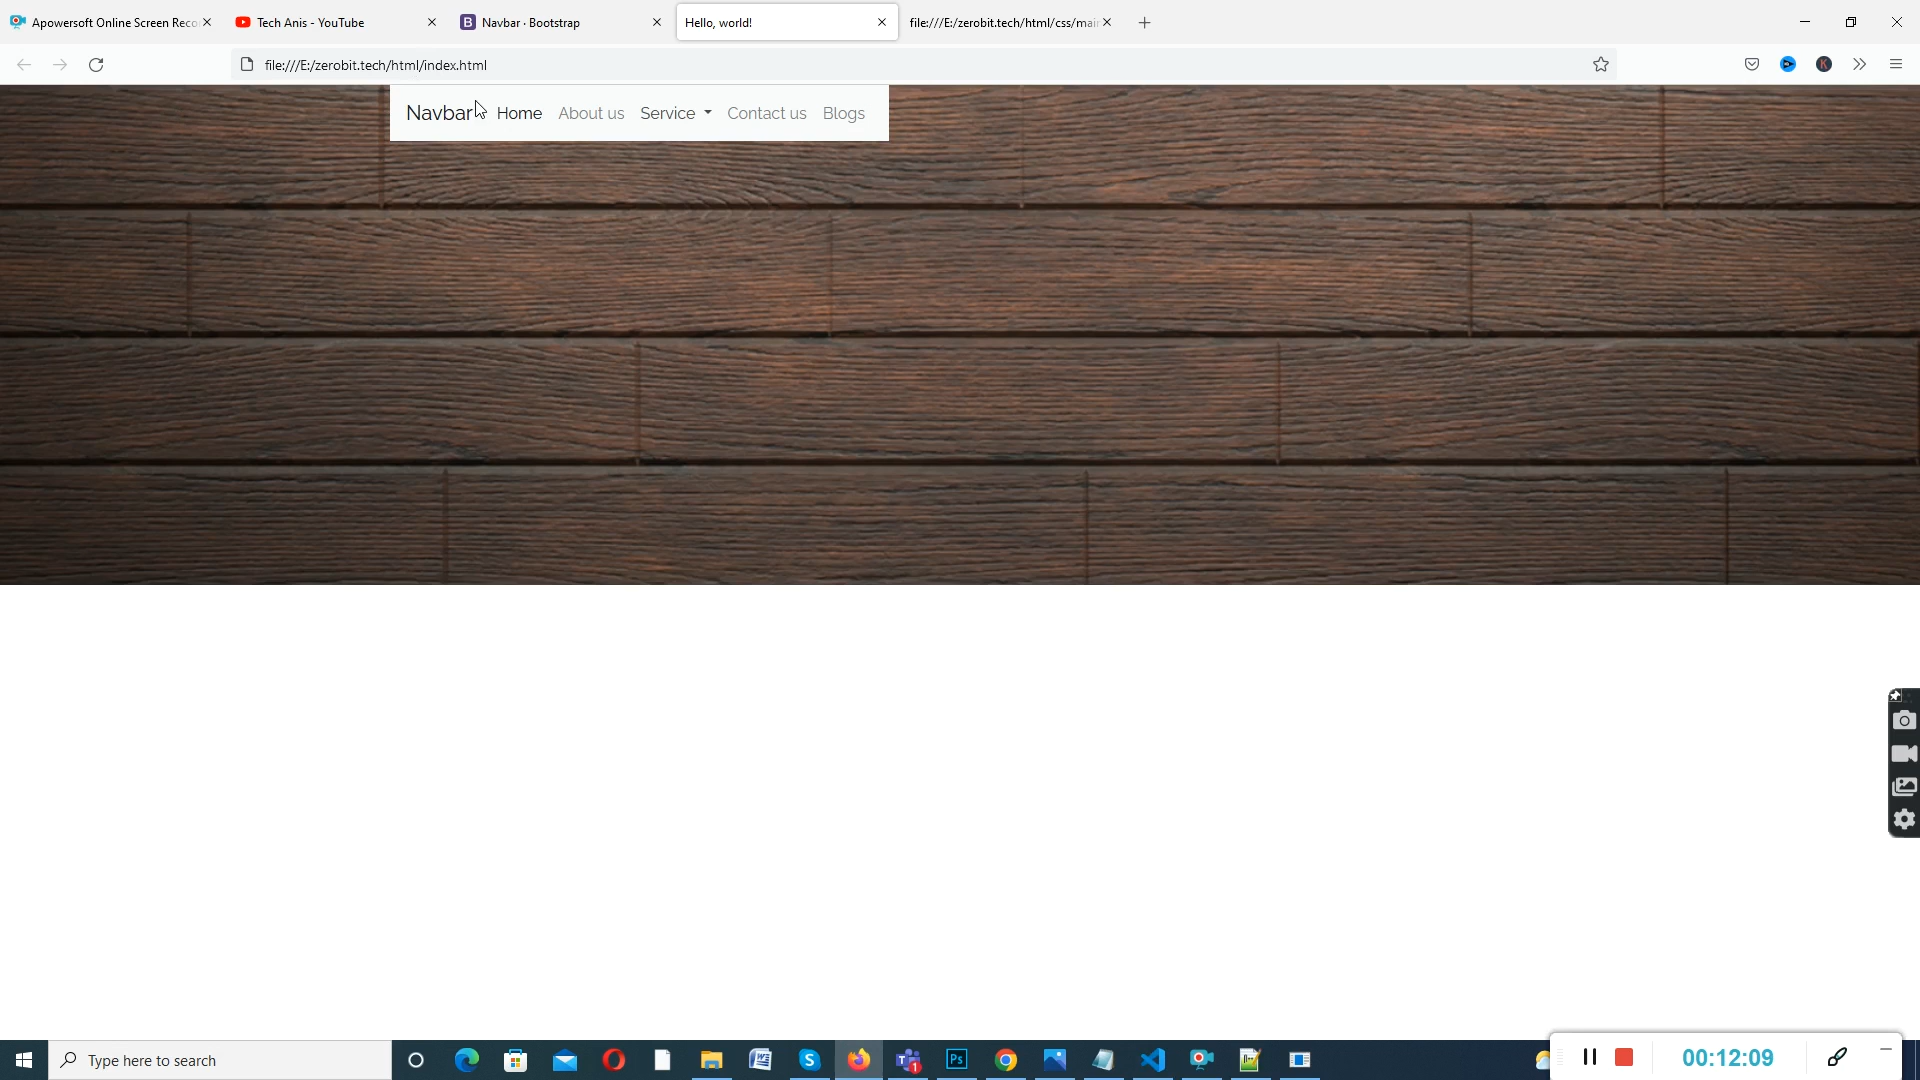 Apowersoft Online Screen Reco
Tech Anis - YouTube
Navbar · Bootstrap
Hello, world!
file:///E:/zerobit.tech/html/css/mai
file:///E:/zerobit.tech/html/index.html
K
Navbar Home About us Service Contact us Blogs
Type here to search
00:12:09